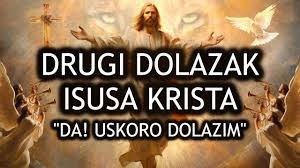 DRUGI DOLAZAK
ISUSA KRISTA
"DA! USKORO DOLAZIM"